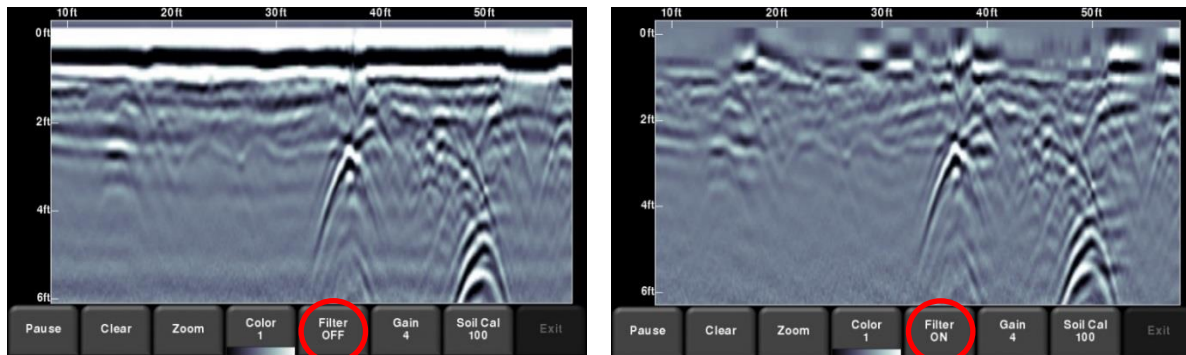 10ft 20ft 30ft 40ft 50ft
0ft
2ft
4ft
6ft
Pause Clear Zoom Color 1 Filter OFF Gain 4 Soil Cal 100 Exit
10ft 20ft 30ft 40ft 50ft
0ft
2ft
4ft
6ft
Pause Clear Zoom Color 1 Filter ON Gain 4 Soil Cal 100 Exit